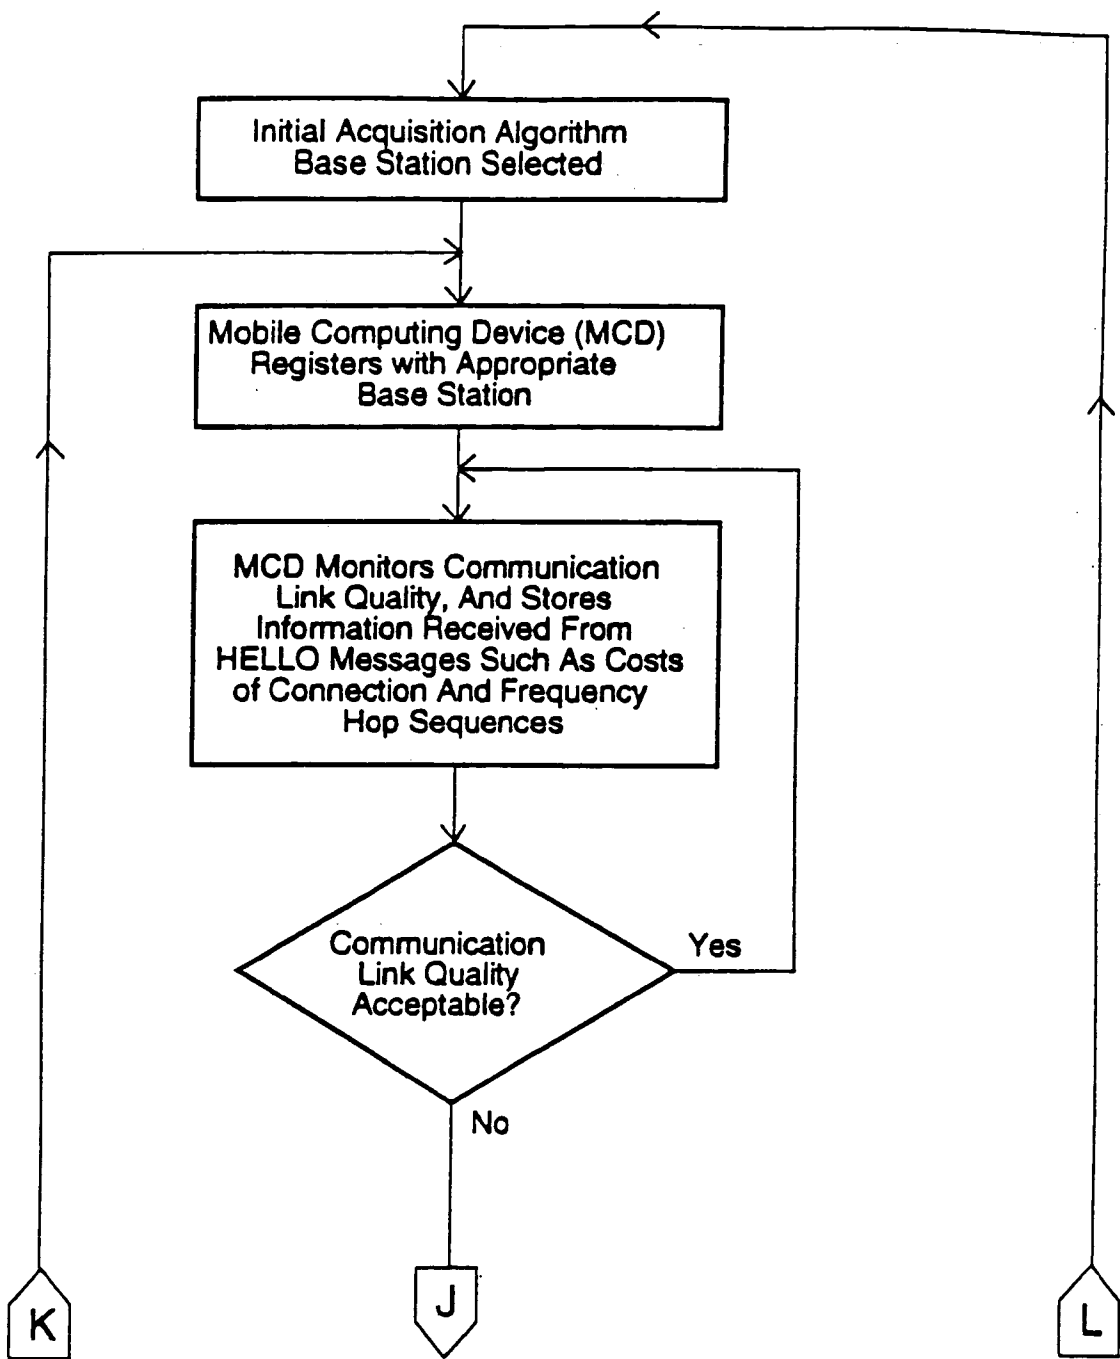 Initial Acquisition Algorithm
Base Station Selected
Mobile Computing Device (MCD)
Registers with Appropriate
Base Station
MCD Monitors Communication
Link Quality, And Stores
Information Received From
HELLO Messages Such As Costs
of Connection And Frequency
Hop Sequences
Communication
Link Quality
Acceptable?
Yes
No
K
J
L